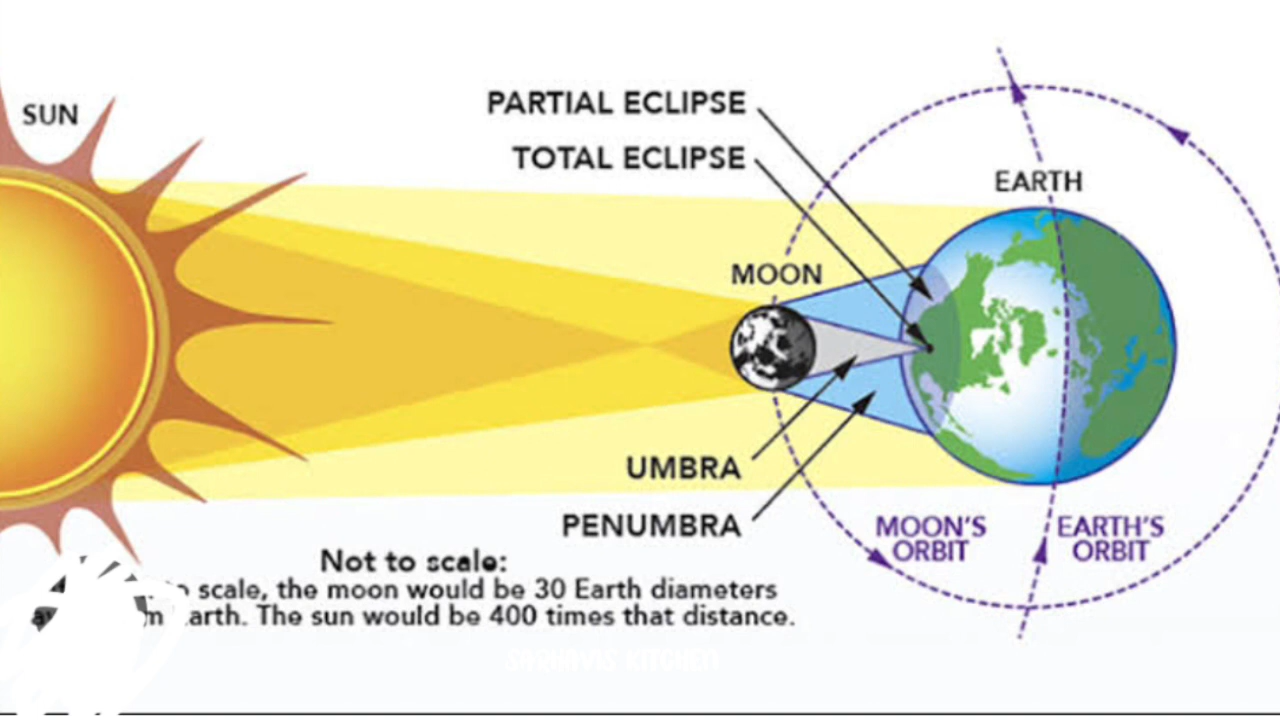 SUN
PARTIAL ECLIPSE
TOTAL ECLIPSE
EARTH
MOON
UMBRA
PENUMBRA
MOON'S
ORBIT
EARTH'S
ORBIT
Not to scale:
scale, the moon would be 30 Earth diameters
arth. The sun would be 400 times that distance.
KITCHEN